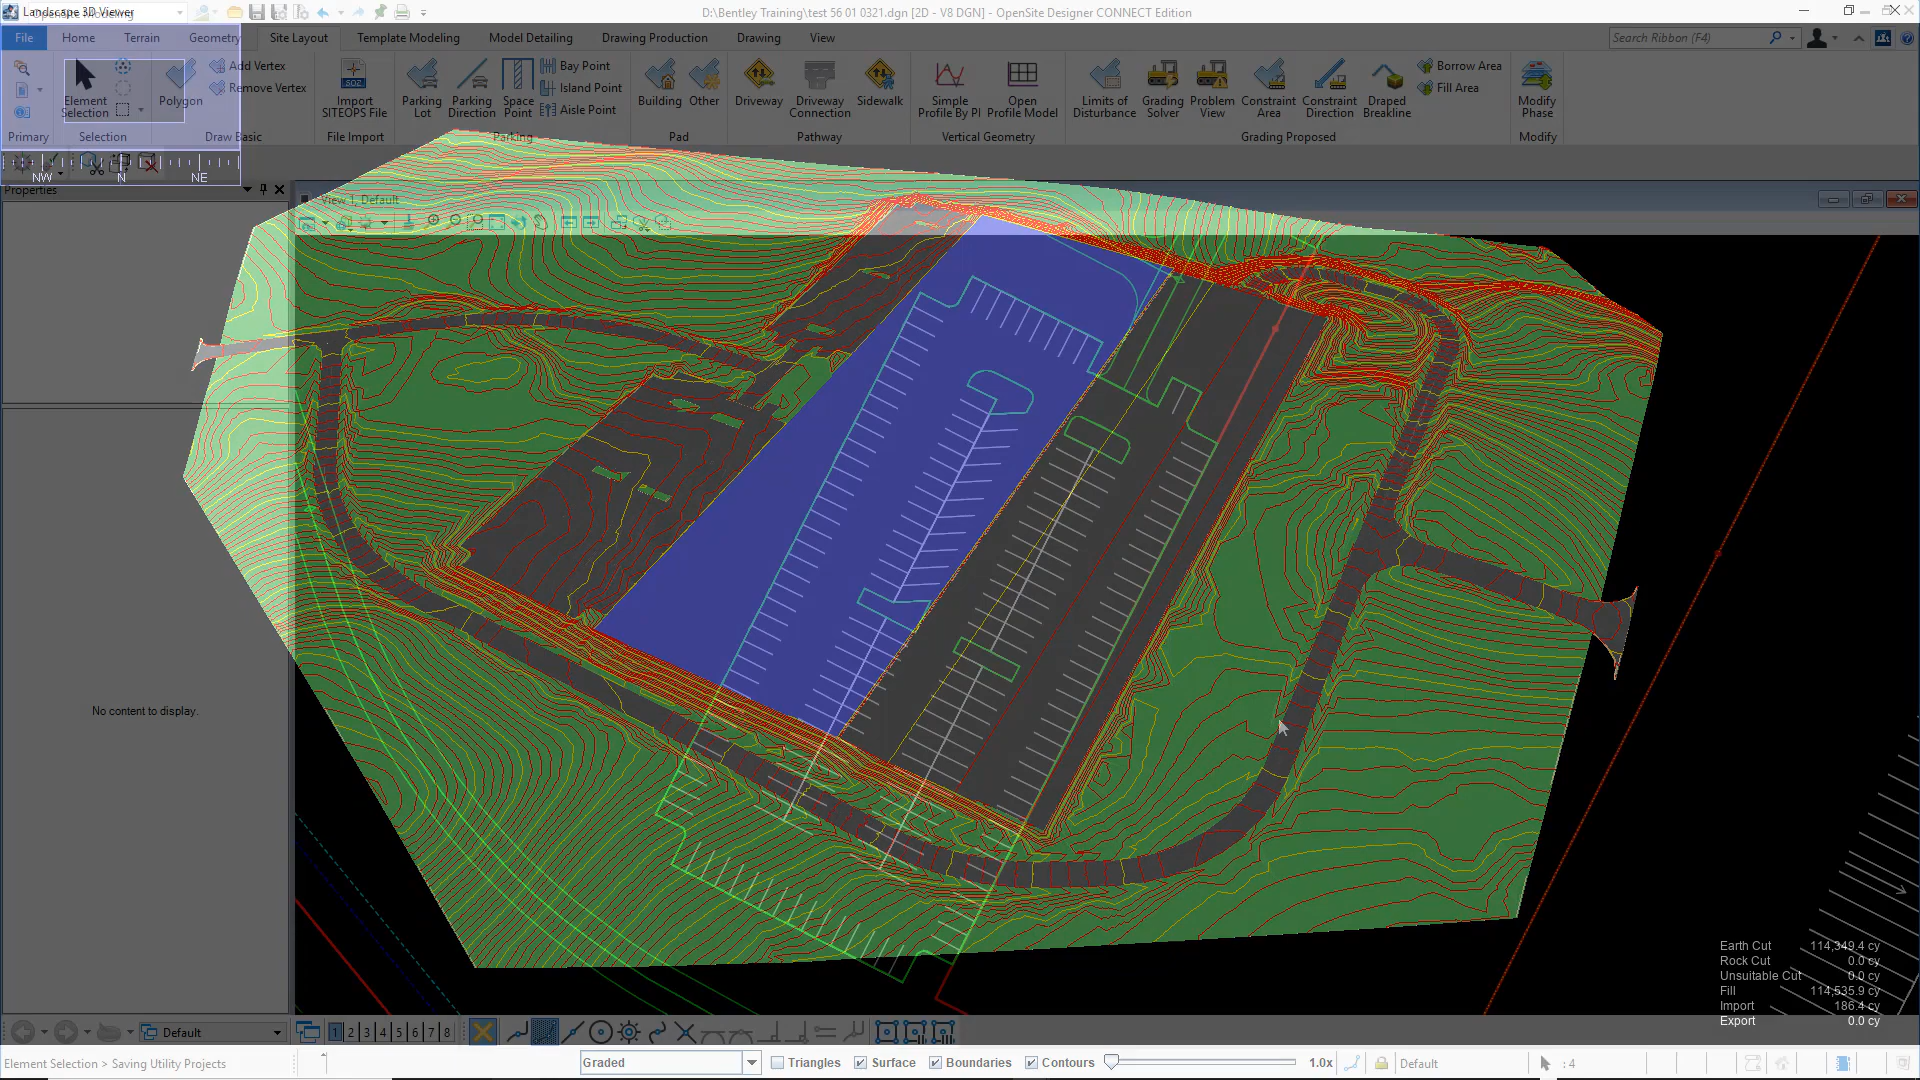 Landscape 3D Viewer
D:\Bentley Training\test 56 01 0321.dgn [2D - V8 DGN] - OpenSite Designer CONNECT Edition
File Home Terrain Geometry Site Layout Template Modeling Model Detailing Drawing Production Drawing View
Search Ribbon (F4)
Element Selection
Polygon
Add Vertex
Remove Vertex
Import SITEOPS File
SOZ
Parking Lot
Parking Direction
Space Point
Bay Point
Island Point
Aisle Point
Building
Other
Driveway
Driveway Connection
Sidewalk
Simple Profile By PI
Open Profile Model
Limits of Disturbance
Grading Solver
Problem View
Constraint Area
Constraint Direction
Draped Breakline
Borrow Area
Fill Area
Modify Phase
Primary Selection Draw Basic File Import Parking Pad Pathway Vertical Geometry Grading Proposed Modify
NW N NE
Properties
View 1, Default
No content to display.
Earth Cut 114,349.4 cy
Rock Cut 0.0 cy
Unsuitable Cut 0.0 cy
Fill 114,535.9 cy
Import 186.4 cy
Export 0.0 cy
Default
1 2 3 4 5 6 7 8
Element Selection > Saving Utility Projects
Graded
Triangles Surface Boundaries Contours 1.0x
Default
: 4